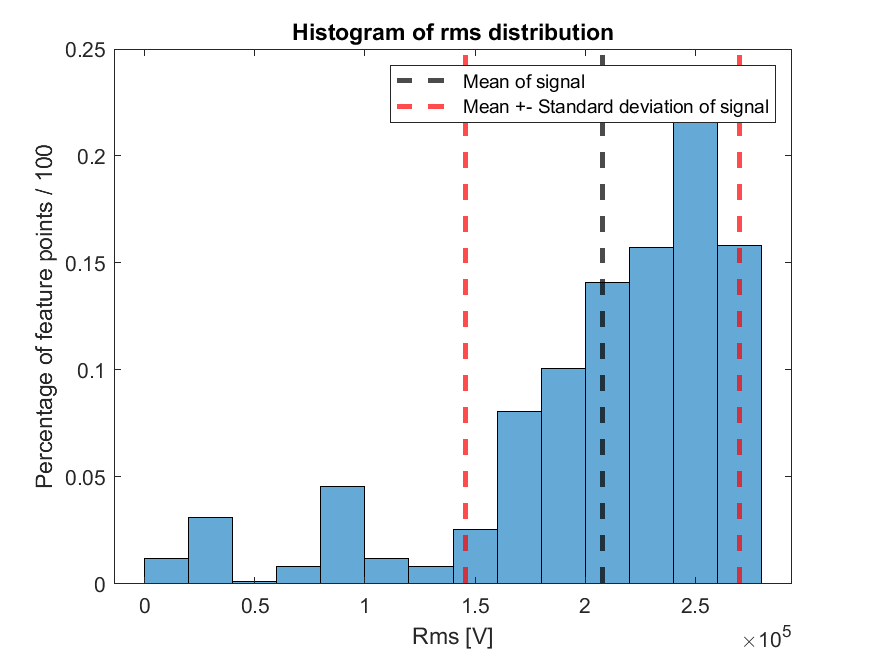 Histogram of rms distribution
Mean of signal
Mean +- Standard deviation of signal
Percentage of feature points / 100
0.25
0.2
0.15
0.1
0.05
0
0 0.5 1 1.5 2 2.5
Rms [V]
×10⁵